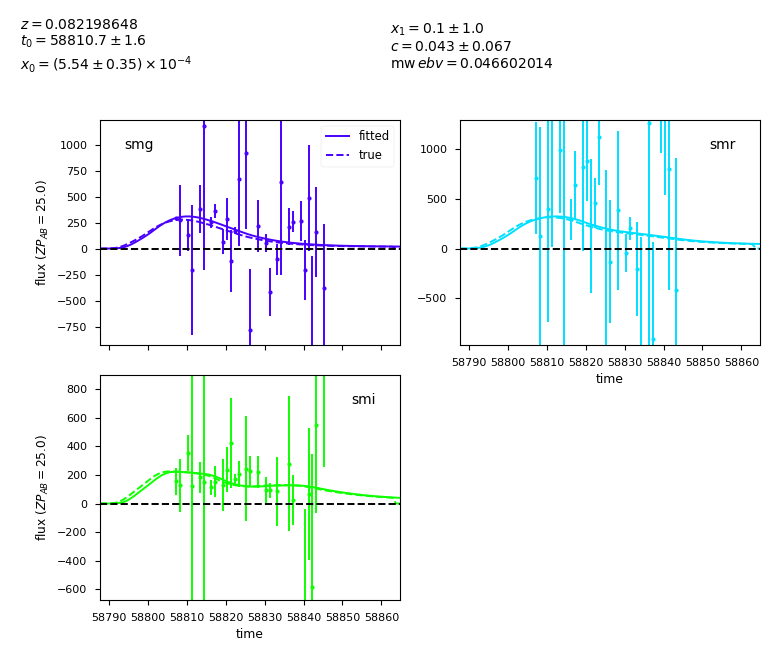 z = 0.082198648
t₀ = 58810.7 ± 1.6
x₀ = (5.54 ± 0.35) × 10⁻⁴
x₁ = 0.1 ± 1.0
c = 0.043 ± 0.067
mw ebv = 0.046602014
smg
fitted
true
1000
750
500
250
0
−250
−500
−750
flux (ZP_AB = 25.0)
smr
1000
500
0
−500
58790 58800 58810 58820 58830 58840 58850 58860
time
smi
800
600
400
200
0
−200
−400
−600
flux (ZP_AB = 25.0)
58790 58800 58810 58820 58830 58840 58850 58860
time